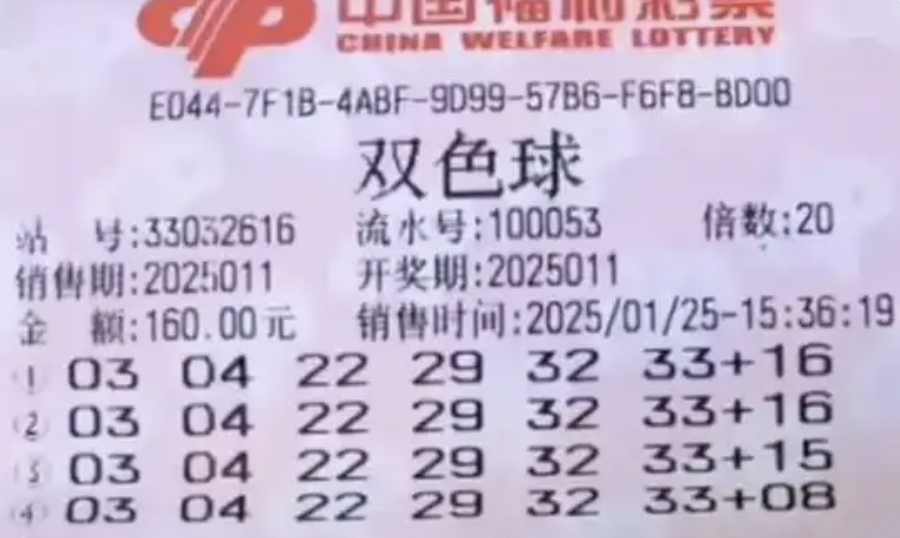 中国福利彩票
CHINA WELFARE LOTTERY
E044-7F1B-4ABF-9D99-57B6-F6F8-BD00
双色球
站 号:33032616 流水号:100053 倍数:20
销售期:2025011 开奖期:2025011
金 额:160.00元 销售时间:2025/01/25-15:36:19
① 03 04 22 29 32 33+16
② 03 04 22 29 32 33+16
③ 03 04 22 29 32 33+15
④ 03 04 22 29 32 33+08